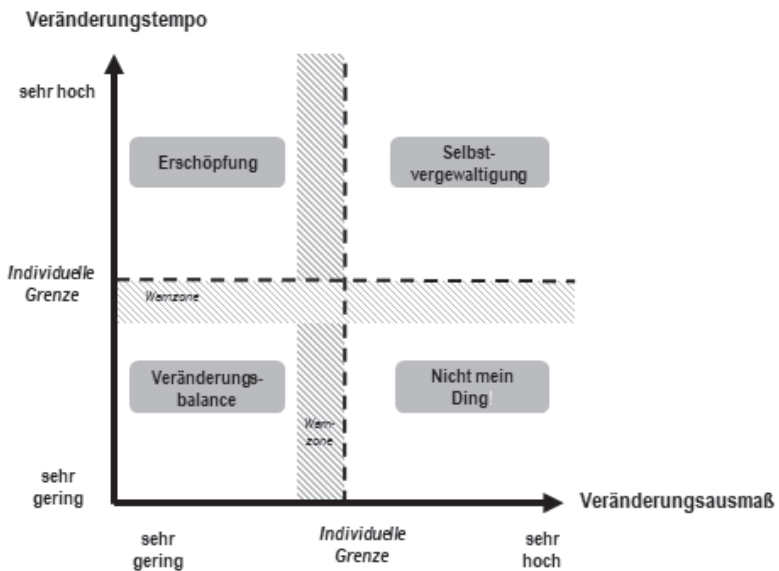 Veränderungstempo
sehr hoch
Erschöpfung
Selbst-
vergewaltigung
Individuelle
Grenze
Warnzone
Veränderungs-
balance
Nicht mein
Ding!
Warn-
zone
sehr
gering
Veränderungsausmaß
sehr
gering
Individuelle
Grenze
sehr
hoch